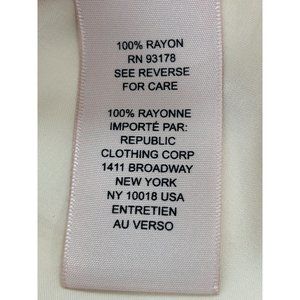 100% RAYON
RN 93178
SEE REVERSE
FOR CARE
100% RAYONNE
IMPORTÉ PAR:
REPUBLIC
CLOTHING CORP
1411 BROADWAY
NEW YORK
NY 10018 USA
ENTRETIEN
AU VERSO